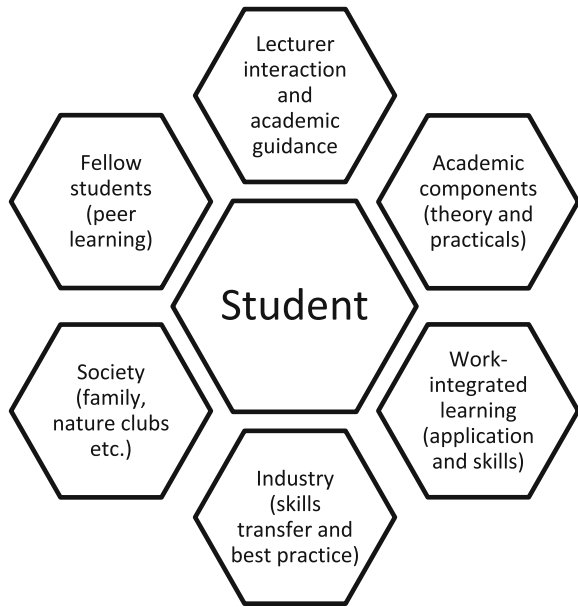 Lecturer
interaction
and
academic
guidance
Fellow
students
(peer
learning)
Academic
components
(theory and
practicals)
Student
Society
(family,
nature clubs
etc.)
Work-
integrated
learning
(application
and skills)
Industry
(skills
transfer and
best practice)